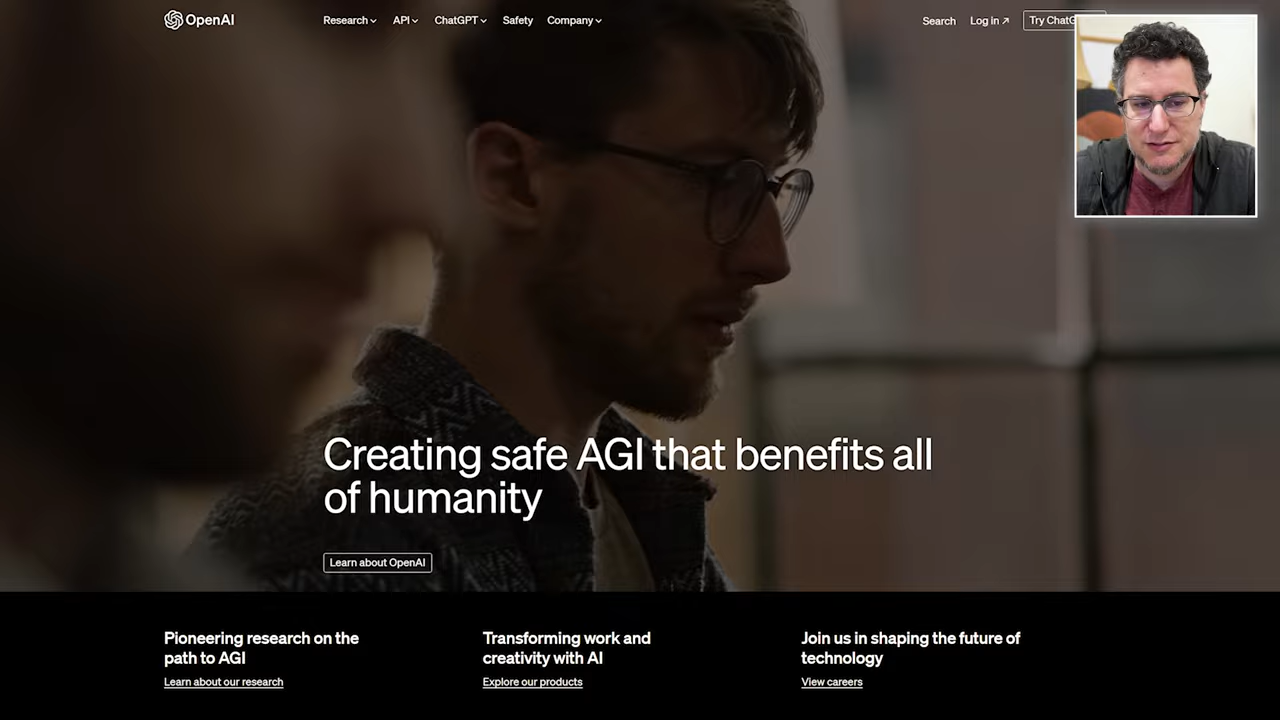 OpenAI
Research
API
ChatGPT
Safety
Company
Search
Log in ↗
Try
Creating safe AGI that benefits all
of humanity
Learn about OpenAI
Pioneering research on the
path to AGI
Learn about our research
Transforming work and
creativity with AI
Explore our products
Join us in shaping the future of
technology
View careers